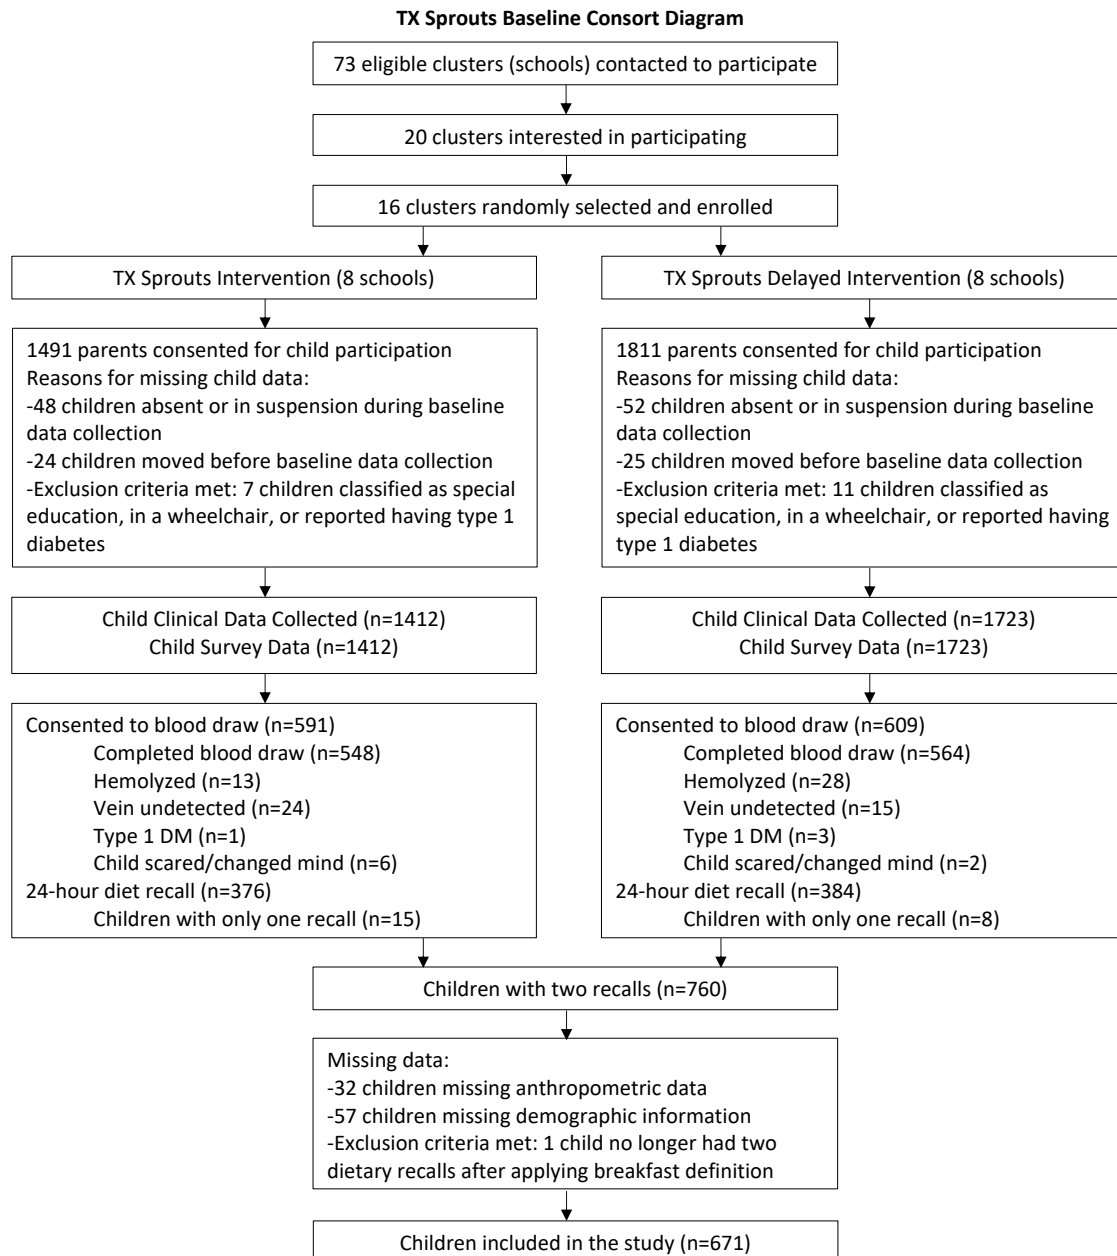 TX Sprouts Baseline Consort Diagram
73 eligible clusters (schools) contacted to participate
20 clusters interested in participating
16 clusters randomly selected and enrolled
TX Sprouts Intervention (8 schools)
TX Sprouts Delayed Intervention (8 schools)
1491 parents consented for child participation
Reasons for missing child data:
-48 children absent or in suspension during baseline
data collection
-24 children moved before baseline data collection
-Exclusion criteria met: 7 children classified as special
education, in a wheelchair, or reported having type 1
diabetes
1811 parents consented for child participation
Reasons for missing child data:
-52 children absent or in suspension during baseline
data collection
-25 children moved before baseline data collection
-Exclusion criteria met: 11 children classified as
special education, in a wheelchair, or reported having
type 1 diabetes
Child Clinical Data Collected (n=1412)
Child Survey Data (n=1412)
Child Clinical Data Collected (n=1723)
Child Survey Data (n=1723)
Consented to blood draw (n=591)
Completed blood draw (n=548)
Hemolyzed (n=13)
Vein undetected (n=24)
Type 1 DM (n=1)
Child scared/changed mind (n=6)
24-hour diet recall (n=376)
Children with only one recall (n=15)
Consented to blood draw (n=609)
Completed blood draw (n=564)
Hemolyzed (n=28)
Vein undetected (n=15)
Type 1 DM (n=3)
Child scared/changed mind (n=2)
24-hour diet recall (n=384)
Children with only one recall (n=8)
Children with two recalls (n=760)
Missing data:
-32 children missing anthropometric data
-57 children missing demographic information
-Exclusion criteria met: 1 child no longer had two
dietary recalls after applying breakfast definition
Children included in the study (n=671)